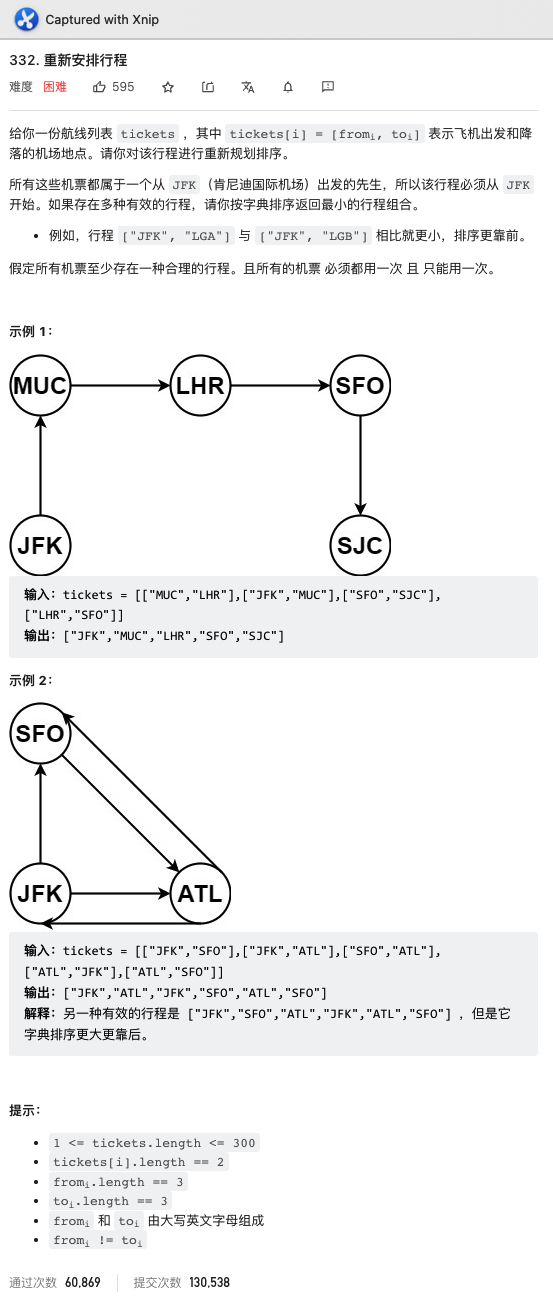 Captured with Xnip
332. 重新安排行程
难度 困难 595
给你一份航线列表 tickets ，其中 tickets[i] = [fromi, toi] 表示飞机出发和降
落的机场地点。请你对该行程进行重新规划排序。
所有这些机票都属于一个从 JFK （肯尼迪国际机场）出发的先生，所以该行程必须从 JFK
开始。如果存在多种有效的行程，请你按字典排序返回最小的行程组合。
• 例如，行程 ["JFK", "LGA"] 与 ["JFK", "LGB"] 相比就更小，排序更靠前。
假定所有机票至少存在一种合理的行程。且所有的机票 必须都用一次 且 只能用一次。
示例 1：
MUC LHR SFO
JFK SJC
输入：tickets = [["MUC","LHR"],["JFK","MUC"],["SFO","SJC"],
["LHR","SFO"]]
输出：["JFK","MUC","LHR","SFO","SJC"]
示例 2：
SFO
JFK ATL
输入：tickets = [["JFK","SFO"],["JFK","ATL"],["SFO","ATL"],
["ATL","JFK"],["ATL","SFO"]]
输出：["JFK","ATL","JFK","SFO","ATL","SFO"]
解释：另一种有效的行程是 ["JFK","SFO","ATL","JFK","ATL","SFO"] ，但是它
字典排序更大更靠后。
提示：
• 1 <= tickets.length <= 300
• tickets[i].length == 2
• fromi.length == 3
• toi.length == 3
• fromi 和 toi 由大写英文字母组成
• fromi != toi
通过次数 60,869 提交次数 130,538